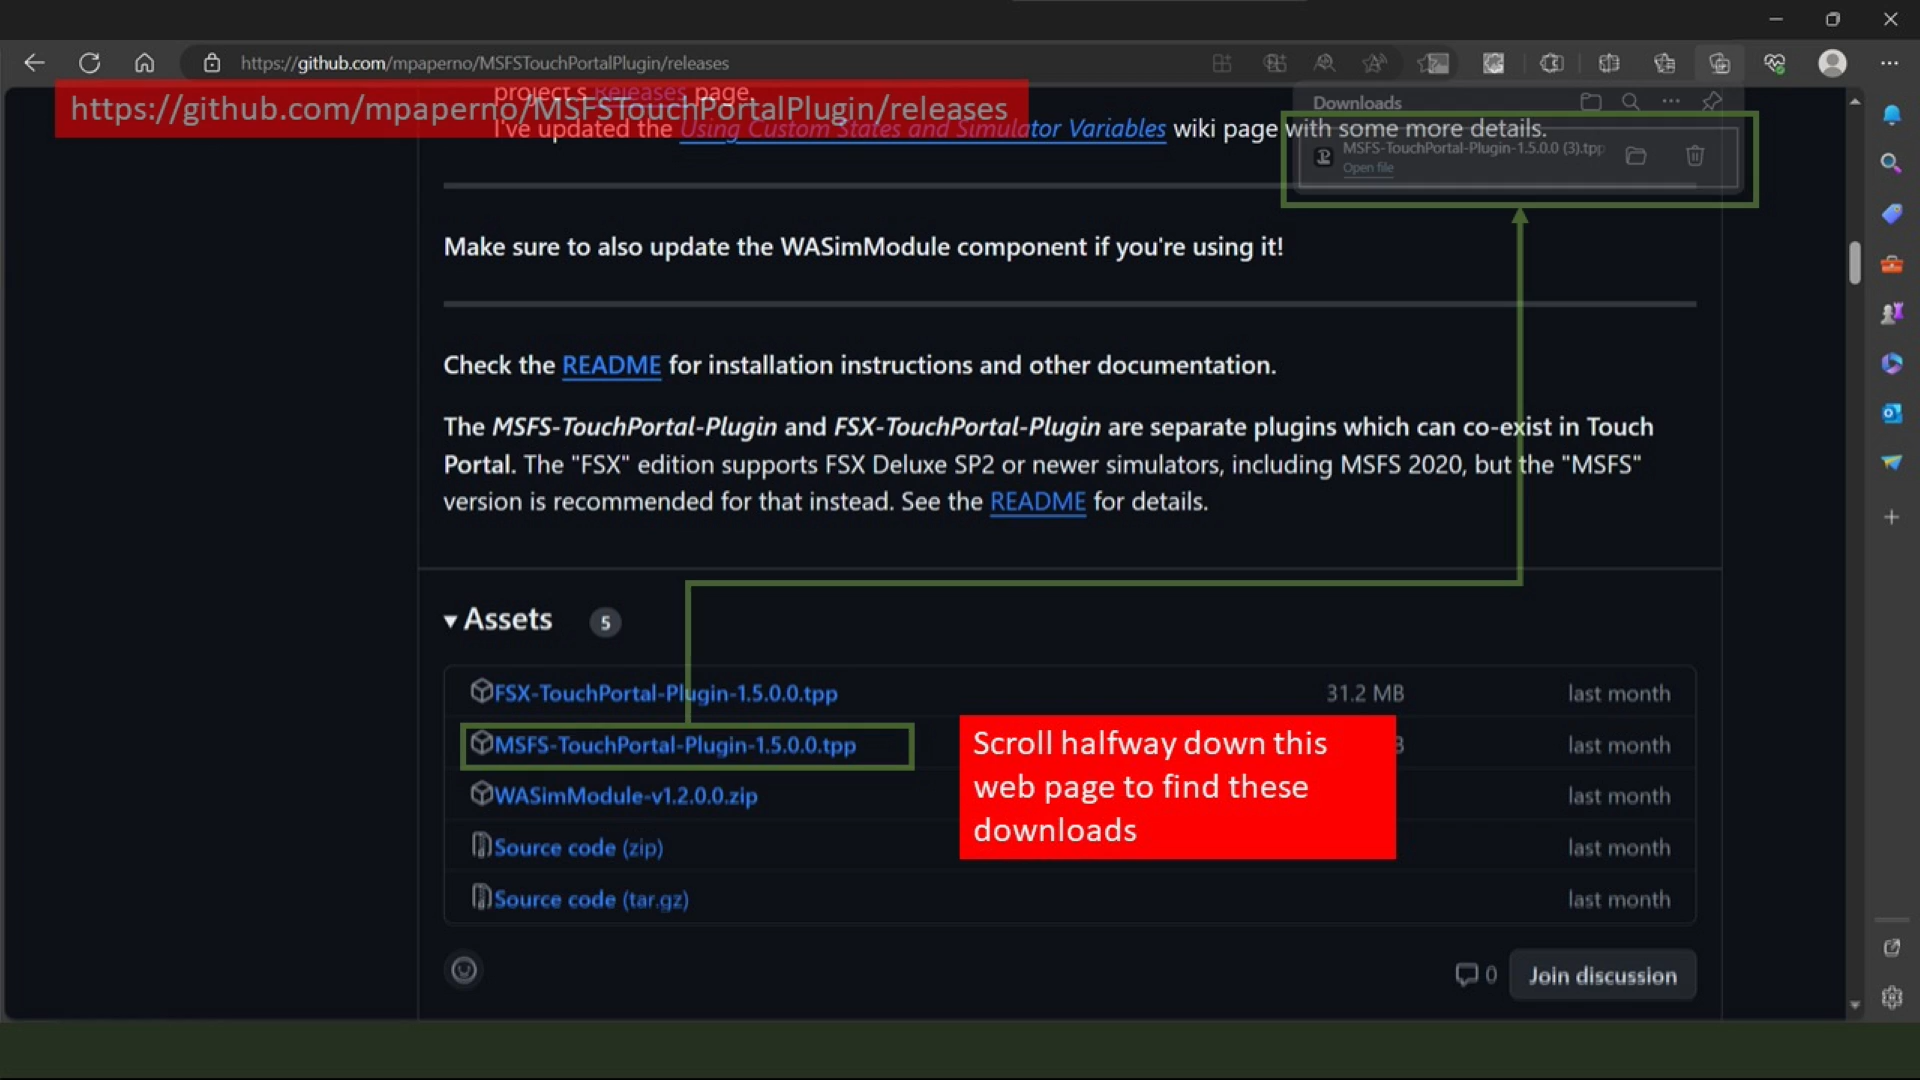 https://github.com/mpaperno/MSFSTouchPortalPlugin/releases
project's Releases page.
https://github.com/mpaperno/MSFSTouchPortalPlugin/releases
Downloads
I've updated the Using Custom States and Simulator Variables wiki page with some more details.
MSFS-TouchPortal-Plugin-1.5.0.0 (3).tpp
Open file
Make sure to also update the WASimModule component if you're using it!
Check the README for installation instructions and other documentation.
The MSFS-TouchPortal-Plugin and FSX-TouchPortal-Plugin are separate plugins which can co-exist in Touch
Portal. The "FSX" edition supports FSX Deluxe SP2 or newer simulators, including MSFS 2020, but the "MSFS"
version is recommended for that instead. See the README for details.
Assets 5
FSX-TouchPortal-Plugin-1.5.0.0.tpp 31.2 MB last month
MSFS-TouchPortal-Plugin-1.5.0.0.tpp last month
WASimModule-v1.2.0.0.zip last month
Source code (zip) last month
Source code (tar.gz) last month
Scroll halfway down this
web page to find these
downloads
0 Join discussion